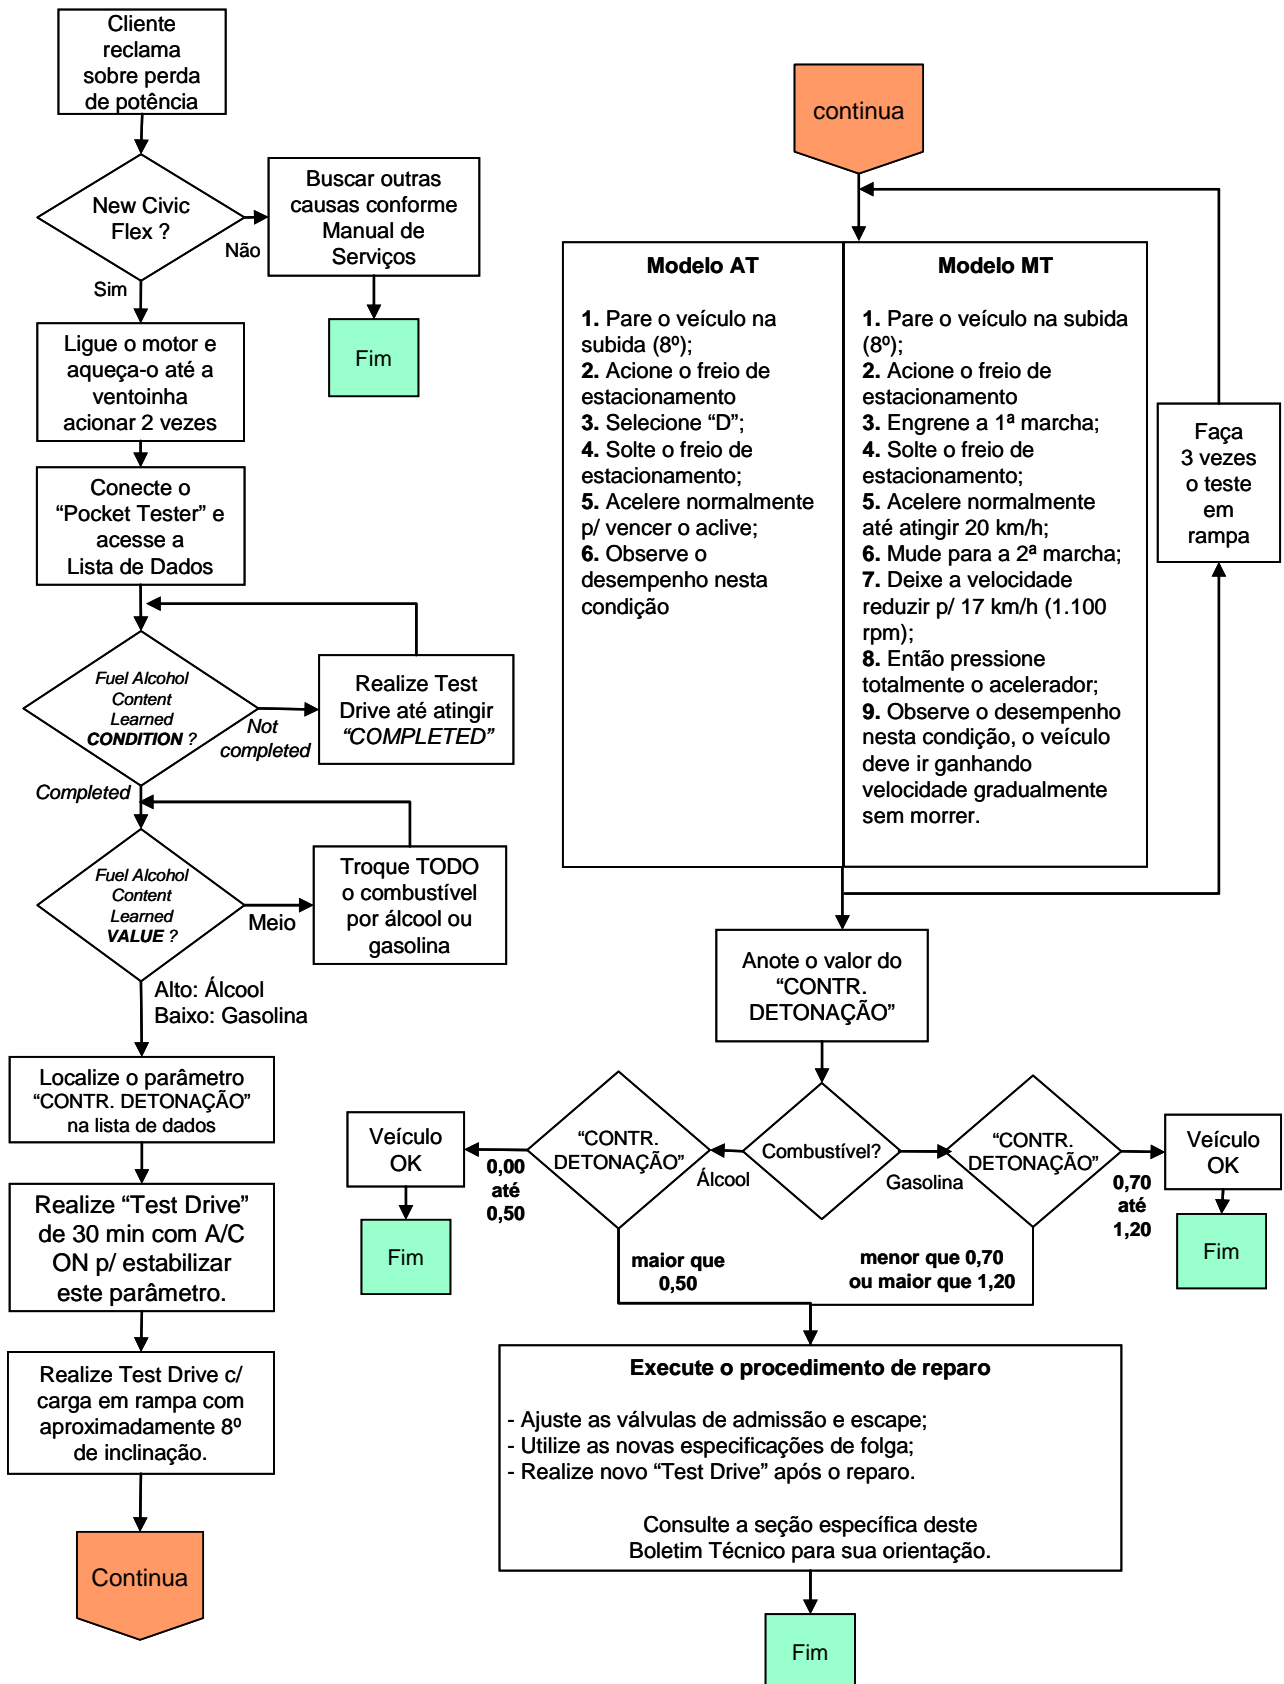 Cliente
reclama
sobre perda
de potência
New Civic
Flex ?
Não
Sim
Buscar outras
causas conforme
Manual de
Serviços
Fim
Ligue o motor e
aqueça-o até a
ventoinha
acionar 2 vezes
Conecte o
“Pocket Tester” e
acesse a
Lista de Dados
Fuel Alcohol
Content
Learned
CONDITION ?
Not
completed
Realize Test
Drive até atingir
“COMPLETED”
Completed
Fuel Alcohol
Content
Learned
VALUE ?
Meio
Troque TODO
o combustível
por álcool ou
gasolina
Alto: Álcool
Baixo: Gasolina
Localize o parâmetro
“CONTR. DETONAÇÃO”
na lista de dados
Realize “Test Drive”
de 30 min com A/C
ON p/ estabilizar
este parâmetro.
Realize Test Drive c/
carga em rampa com
aproximadamente 8º
de inclinação.
Continua
continua
Modelo AT
1. Pare o veículo na
subida (8º);
2. Acione o freio de
estacionamento
3. Selecione “D”;
4. Solte o freio de
estacionamento;
5. Acelere normalmente
p/ vencer o aclive;
6. Observe o
desempenho nesta
condição
Modelo MT
1. Pare o veículo na subida
(8º);
2. Acione o freio de
estacionamento
3. Engrene a 1ª marcha;
4. Solte o freio de
estacionamento;
5. Acelere normalmente
até atingir 20 km/h;
6. Mude para a 2ª marcha;
7. Deixe a velocidade
reduzir p/ 17 km/h (1.100
rpm);
8. Então pressione
totalmente o acelerador;
9. Observe o desempenho
nesta condição, o veículo
deve ir ganhando
velocidade gradualmente
sem morrer.
Faça
3 vezes
o teste
em
rampa
Anote o valor do
“CONTR.
DETONAÇÃO”
Combustível?
Álcool
Gasolina
“CONTR.
DETONAÇÃO”
0,00
até
0,50
Veículo
OK
Fim
maior que
0,50
“CONTR.
DETONAÇÃO”
0,70
até
1,20
Veículo
OK
Fim
menor que 0,70
ou maior que 1,20
Execute o procedimento de reparo
- Ajuste as válvulas de admissão e escape;
- Utilize as novas especificações de folga;
- Realize novo “Test Drive” após o reparo.
Consulte a seção específica deste
Boletim Técnico para sua orientação.
Fim